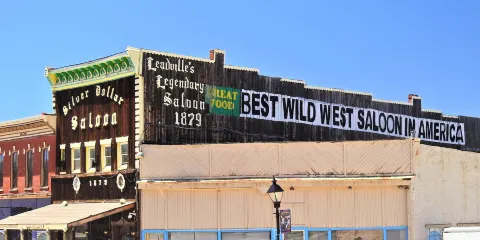 Silver Dollar
Saloon
1879
Leadville's
Legendary
Saloon
1879
GREAT
FOOD
BEST WILD WEST SALOON IN AMERICA